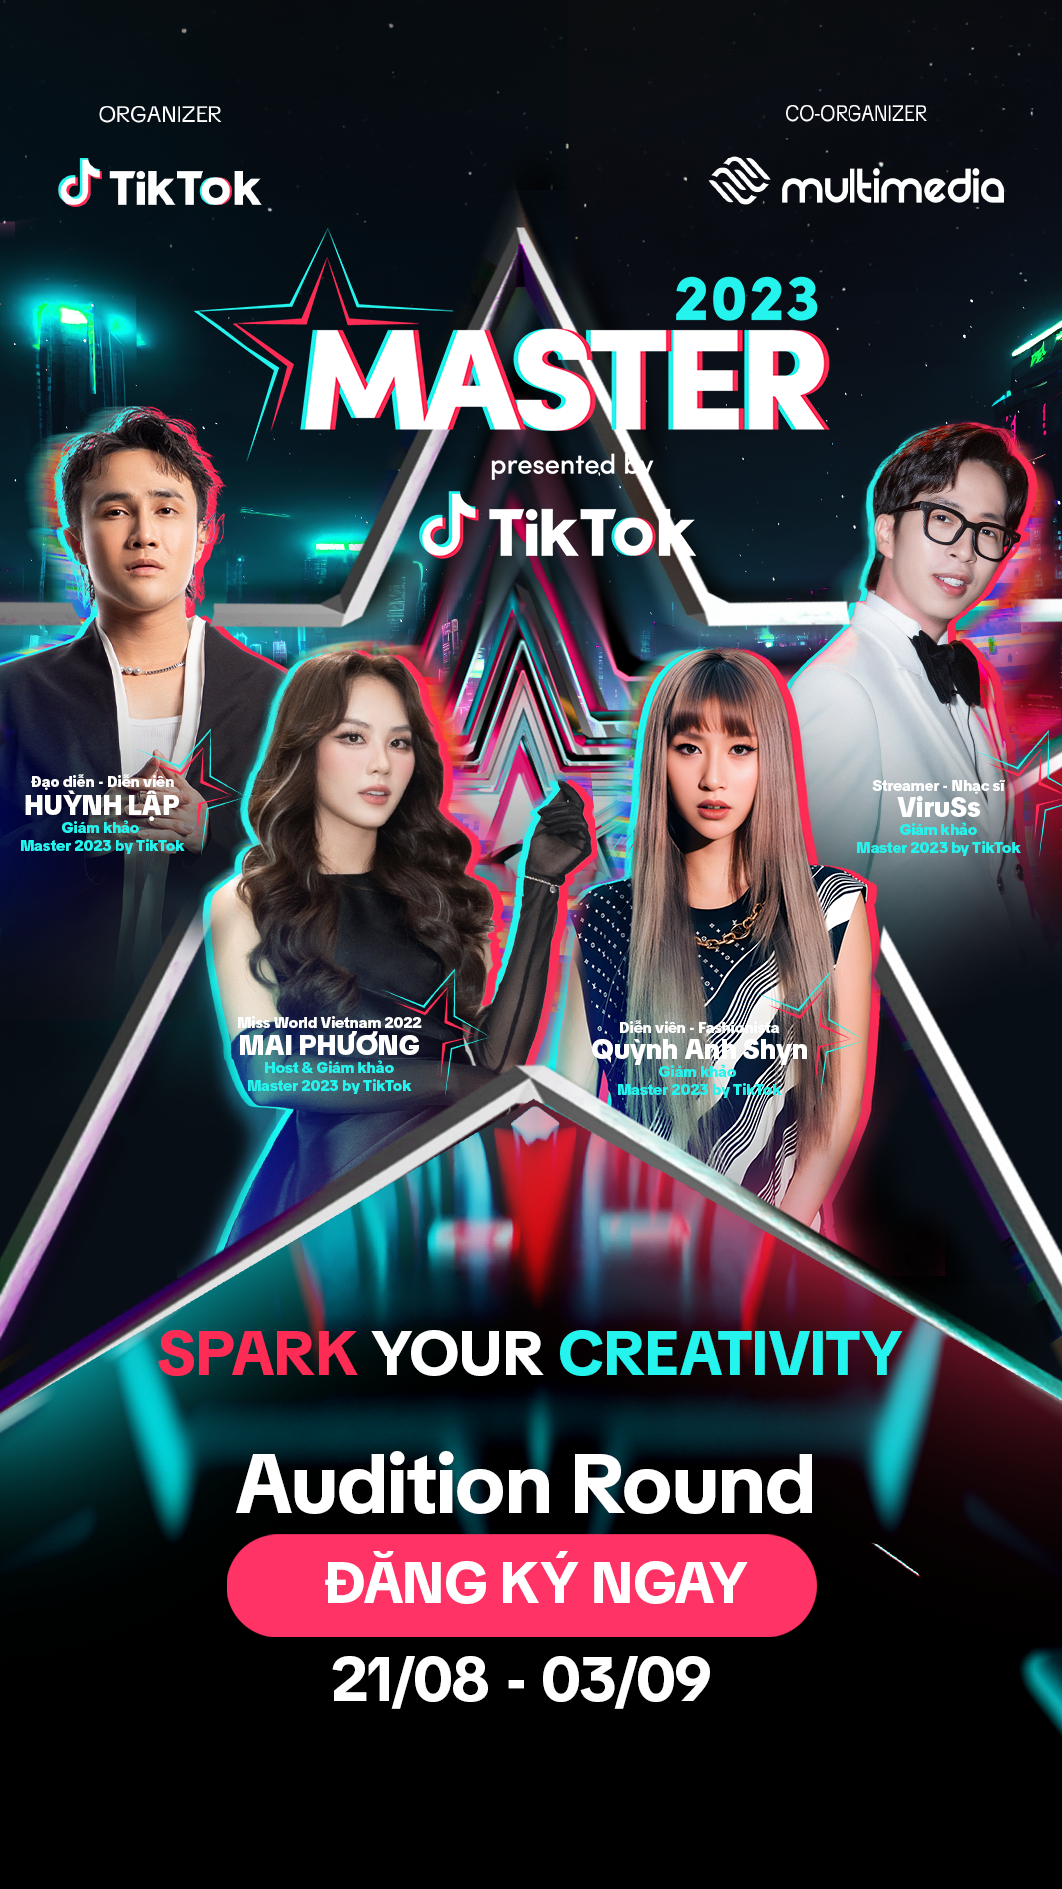 ORGANIZER
TikTok
CO-ORGANIZER
multimedia
2023
MASTER
presented by
TikTok
Đạo diễn - Diễn viên
HUỲNH LẬP
Giám khảo
Master 2023 by TikTok
Streamer - Nhạc sĩ
ViruSs
Giám khảo
Master 2023 by TikTok
Miss World Vietnam 2022
MAI PHƯƠNG
Host & Giám khảo
Master 2023 by TikTok
Diễn viên - Fashionista
Quỳnh Anh Shyn
Giám khảo
Master 2023 by TikTok
SPARK YOUR CREATIVITY
Audition Round
ĐĂNG KÝ NGAY
21/08 - 03/09